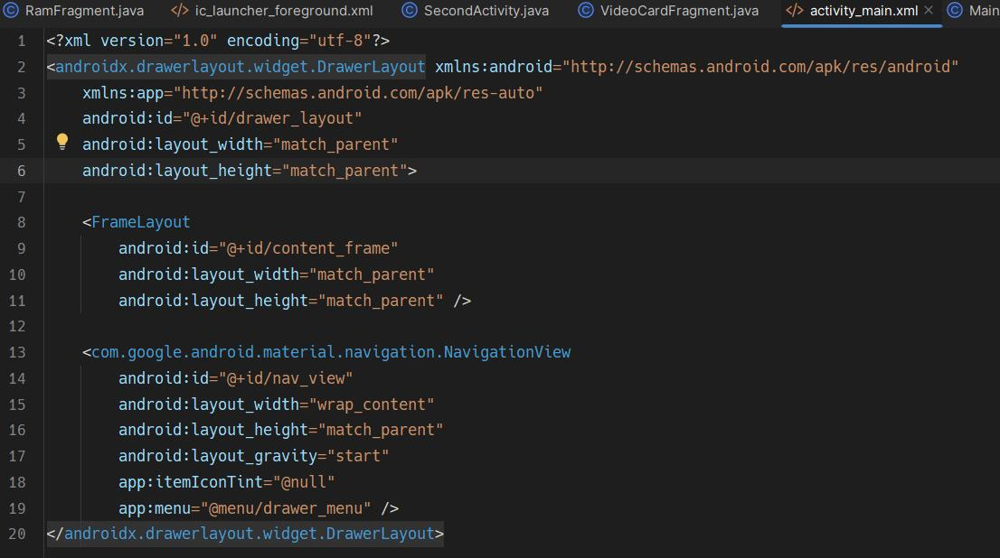 RamFragment.java </> ic_launcher_foreground.xml C SecondActivity.java C VideoCardFragment.java </> activity_main.xml × C Main
1 <?xml version="1.0" encoding="utf-8"?>
2 <androidx.drawerlayout.widget.DrawerLayout xmlns:android="http://schemas.android.com/apk/res/android"
3 xmlns:app="http://schemas.android.com/apk/res-auto"
4 android:id="@+id/drawer_layout"
5 android:layout_width="match_parent"
6 android:layout_height="match_parent">
7
8 <FrameLayout
9 android:id="@+id/content_frame"
10 android:layout_width="match_parent"
11 android:layout_height="match_parent" />
12
13 <com.google.android.material.navigation.NavigationView
14 android:id="@+id/nav_view"
15 android:layout_width="wrap_content"
16 android:layout_height="match_parent"
17 android:layout_gravity="start"
18 app:itemIconTint="@null"
19 app:menu="@menu/drawer_menu" />
20 </androidx.drawerlayout.widget.DrawerLayout>